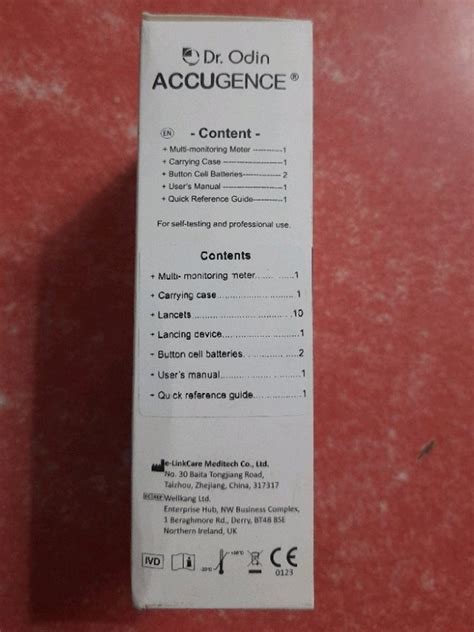 Dr. Odin
ACCUGENCE®
EN - Content -
+ Multi-monitoring Meter -----------1
+ Carrying Case --------------------1
+ Button Cell Batteries------------- 2
+ User's Manual --------------------1
+ Quick Reference Guide----------1
For self-testing and professional use.
Contents
+ Multi- monitoring meter..........1
+ Carrying case......................1
+ Lancets...............................10
+ Lancing device....................1
- Button cell batteries...............2
- User's manual......................1
- Quick reference guide............1
e-LinkCare Meditech Co., Ltd.
No. 30 Baita Tongjiang Road,
Taizhou, Zhejiang, China, 317317
EC REP Wellkang Ltd.
Enterprise Hub, NW Business Complex,
1 Beraghmore Rd., Derry, BT48 8SE
Northern Ireland, UK
IVD
CE
0123